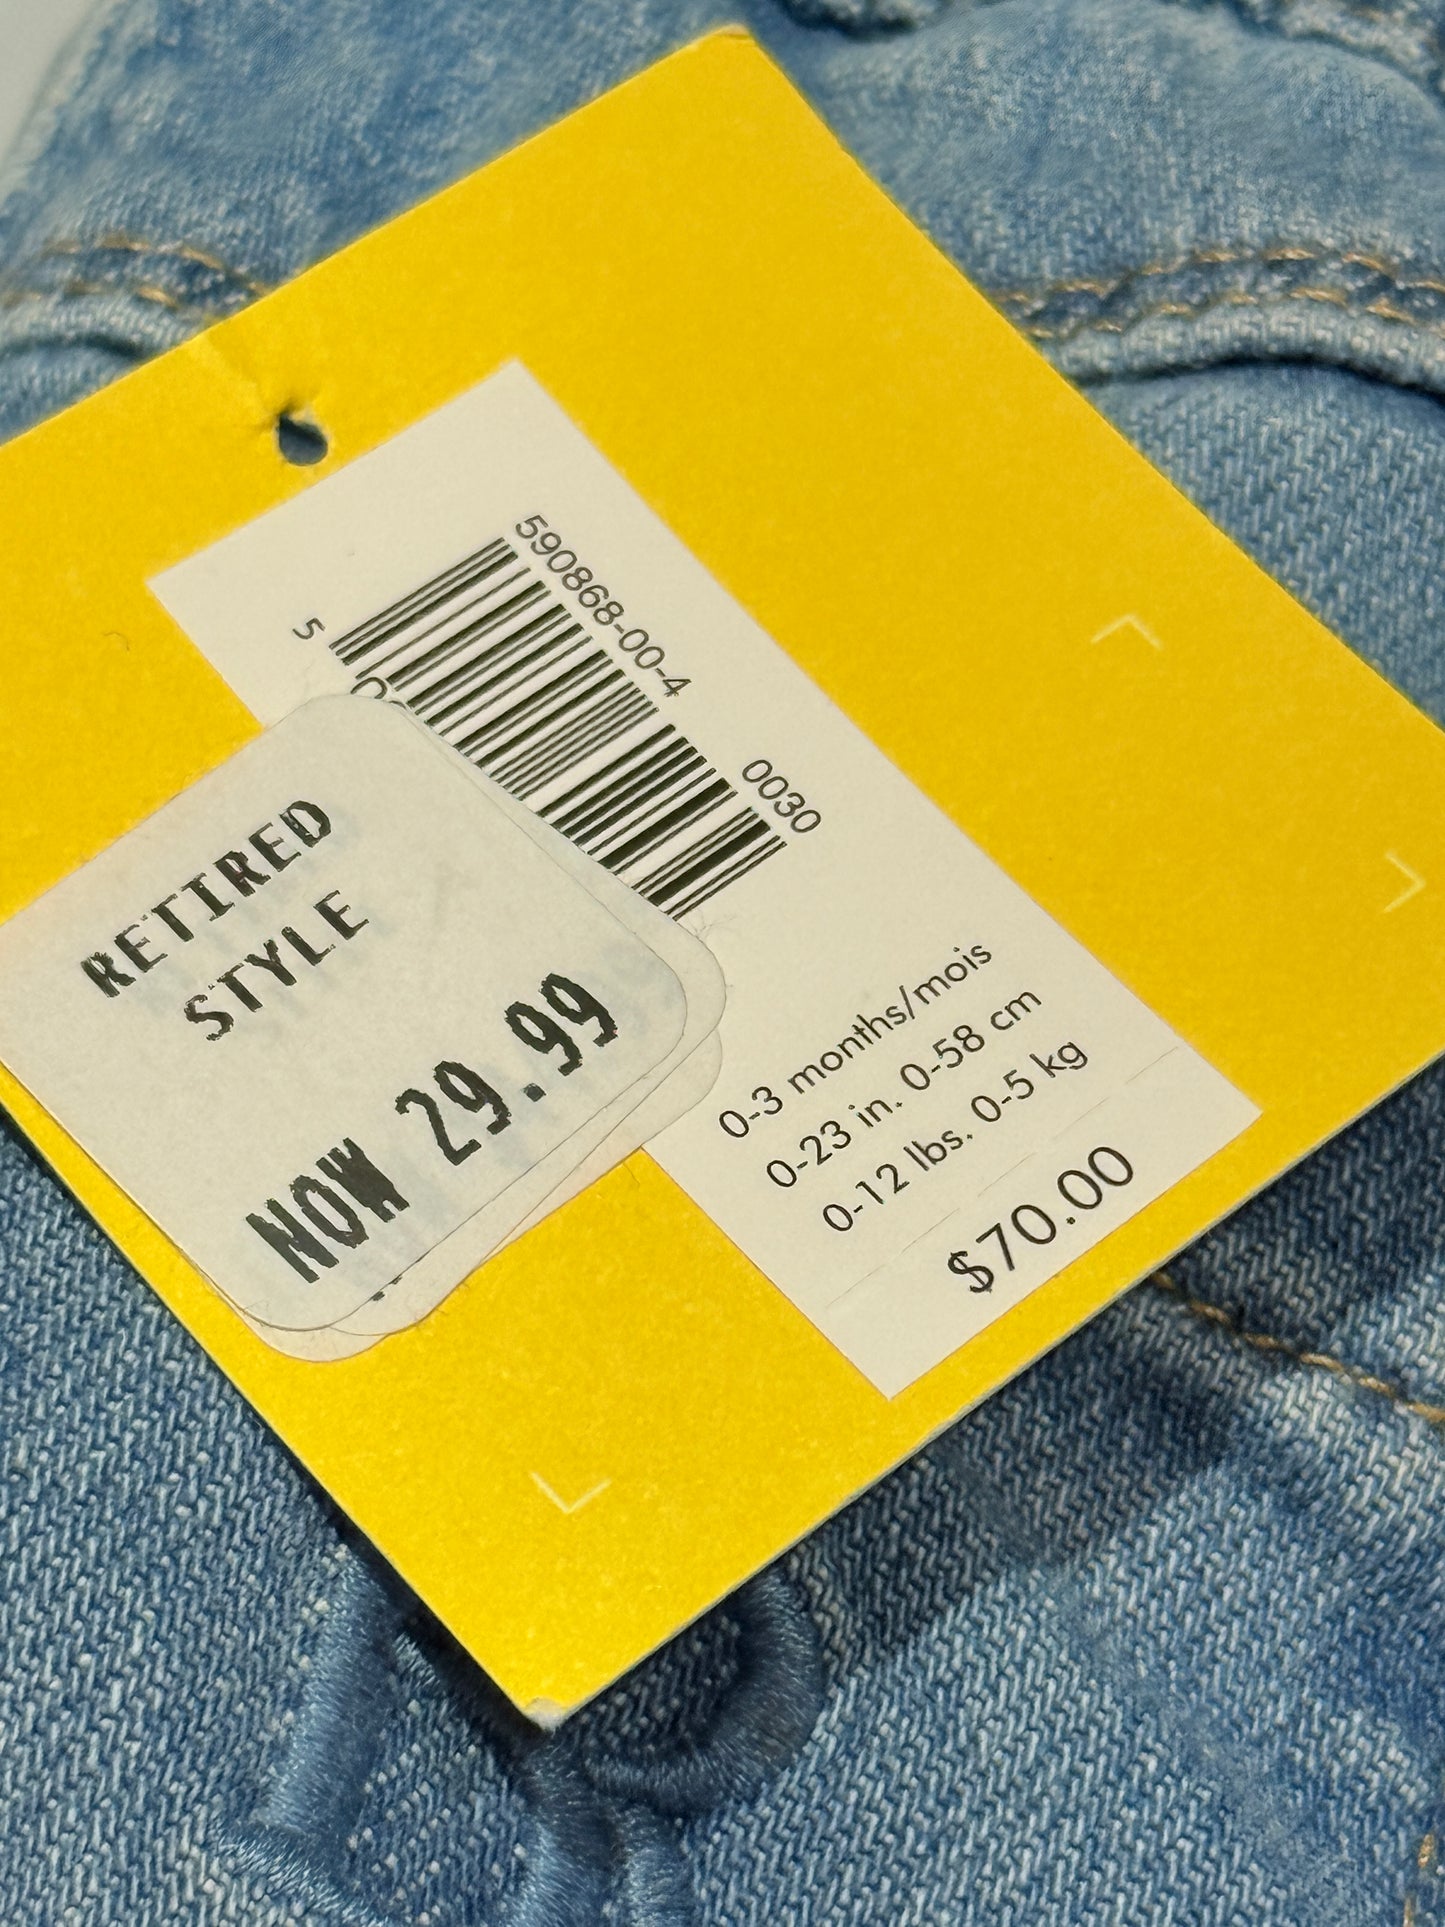 590868-00-4
0030
5
RETIRED
STYLE
NOW 29.99
0-3 months/mois
0-23 in. 0-58 cm
0-12 lbs. 0-5 kg
$70.00